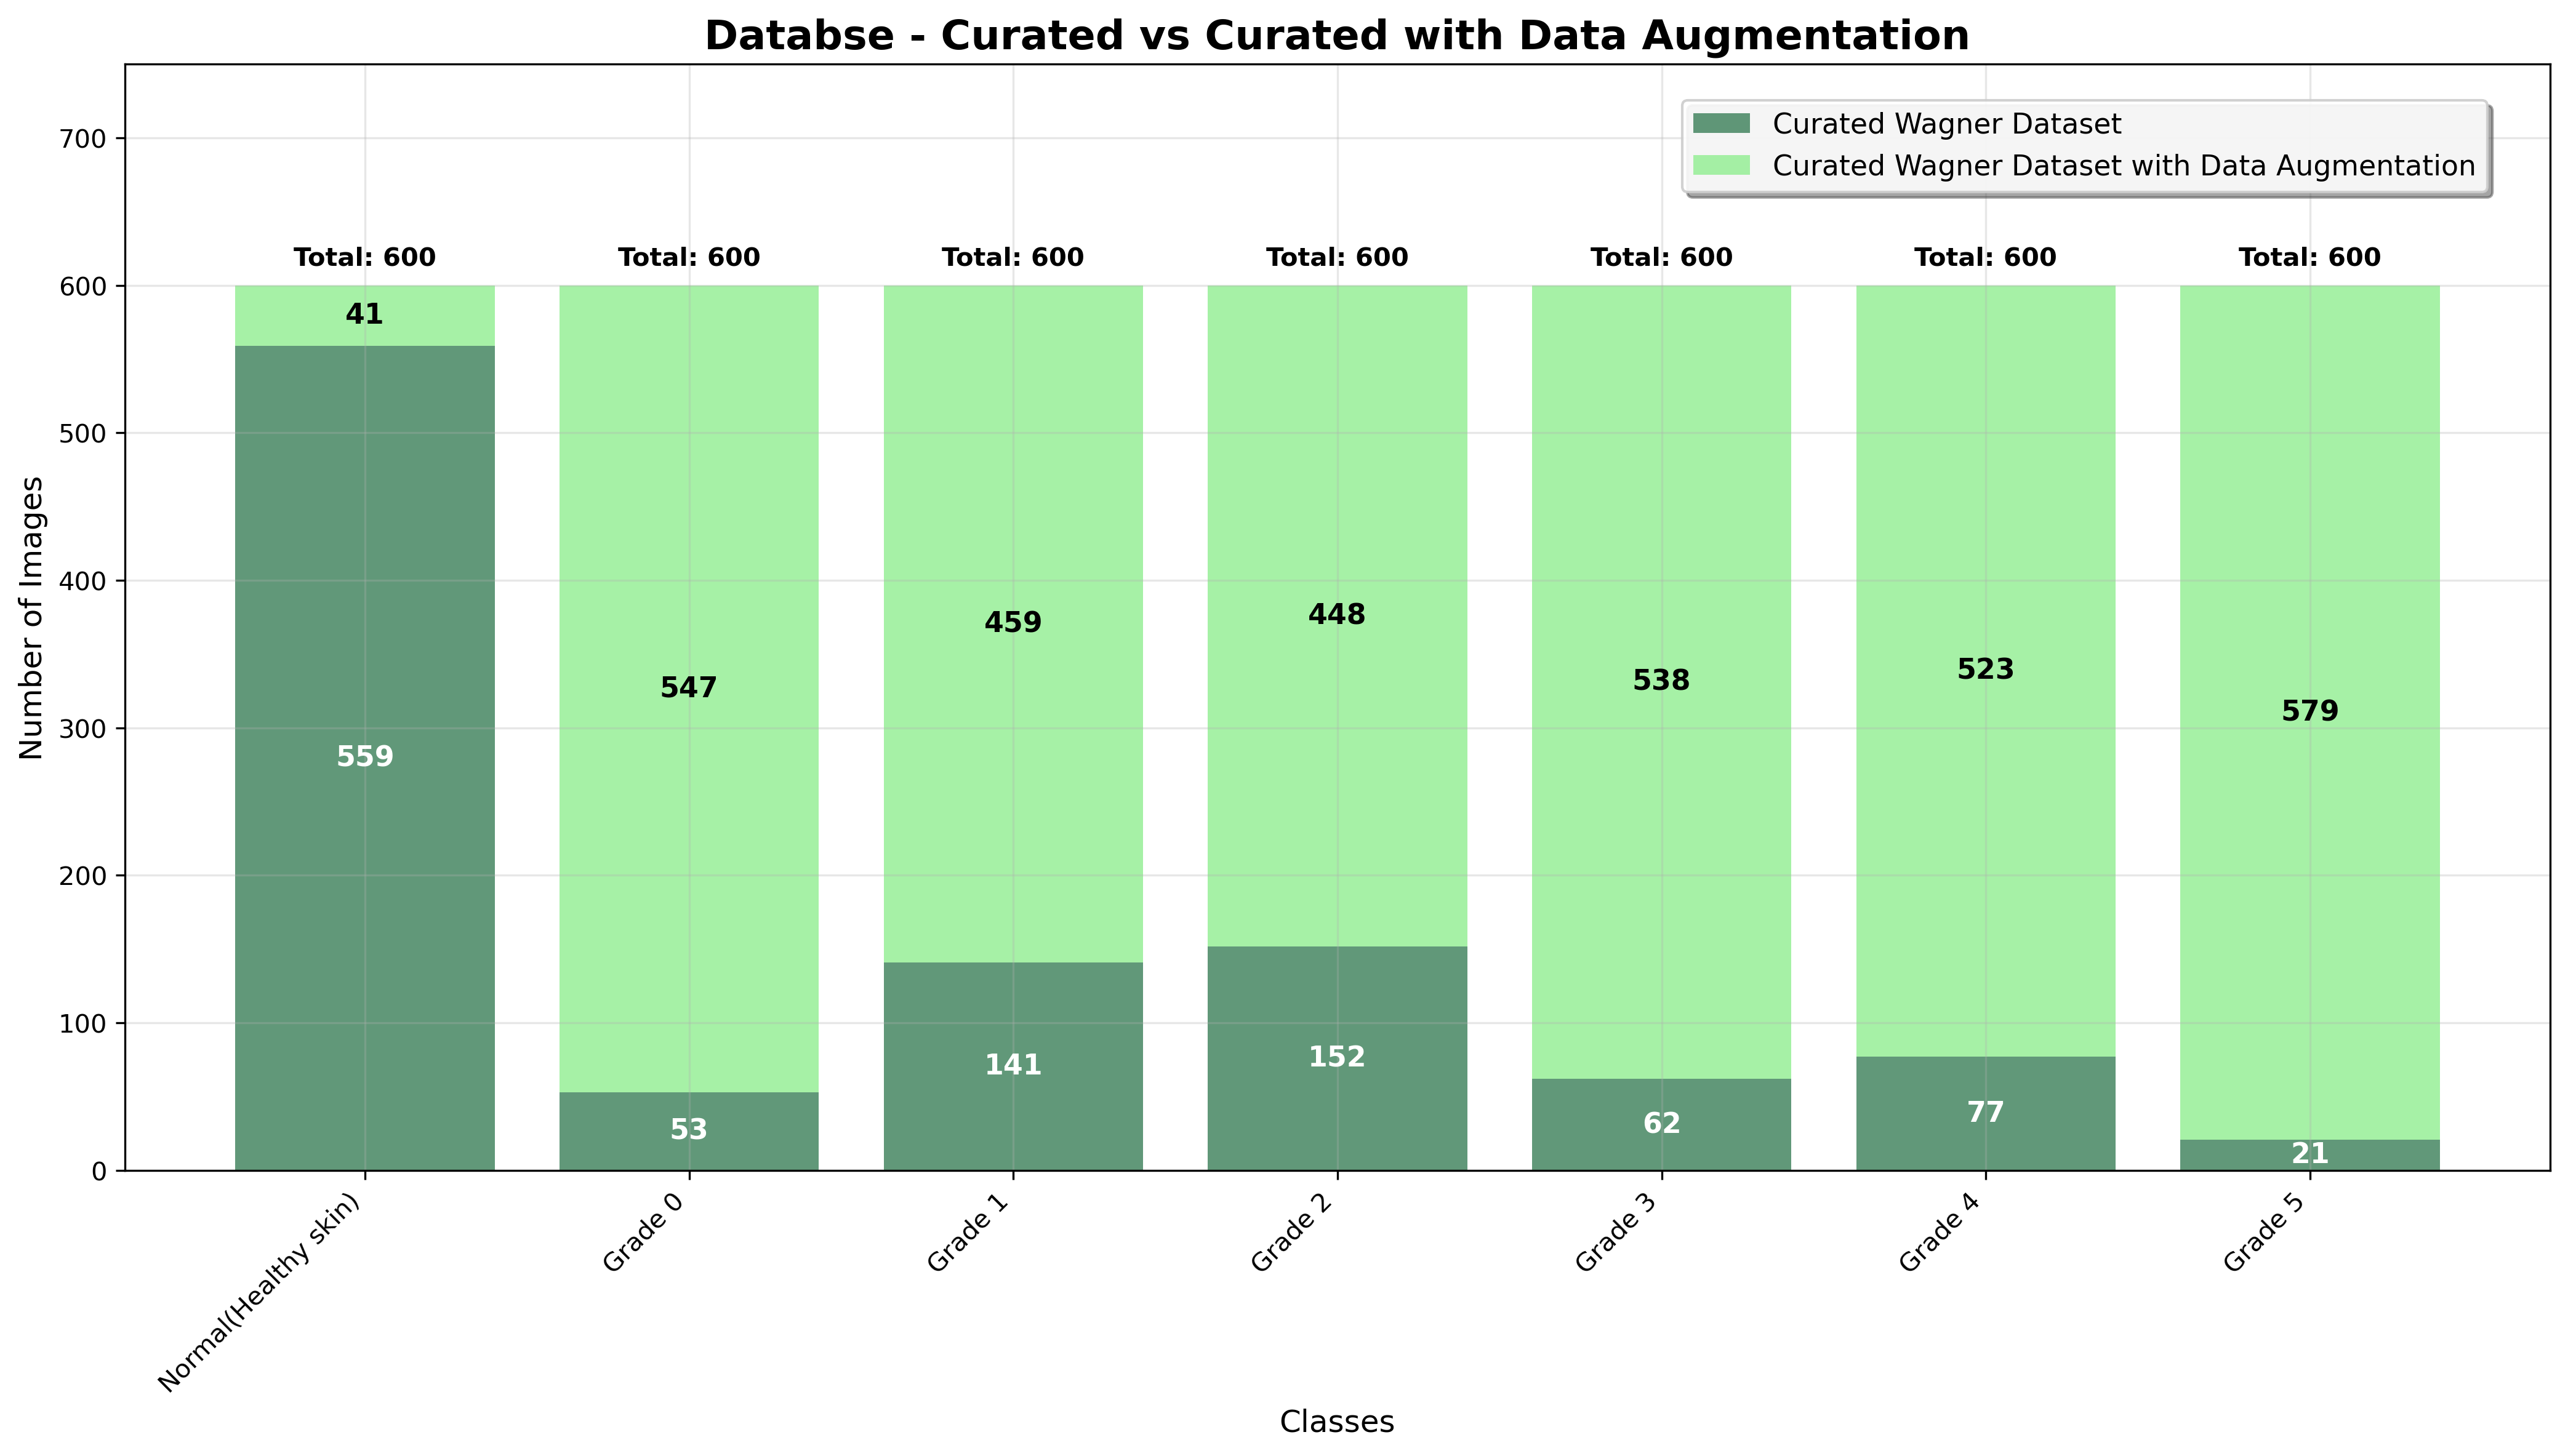 Databse - Curated vs Curated with Data Augmentation
Curated Wagner Dataset
Curated Wagner Dataset with Data Augmentation
Number of Images
700
600
500
400
300
200
100
0
Total: 600
Total: 600
Total: 600
Total: 600
Total: 600
Total: 600
Total: 600
41
547
459
448
538
523
579
559
53
141
152
62
77
21
Normal(Healthy skin)
Grade 0
Grade 1
Grade 2
Grade 3
Grade 4
Grade 5
Classes